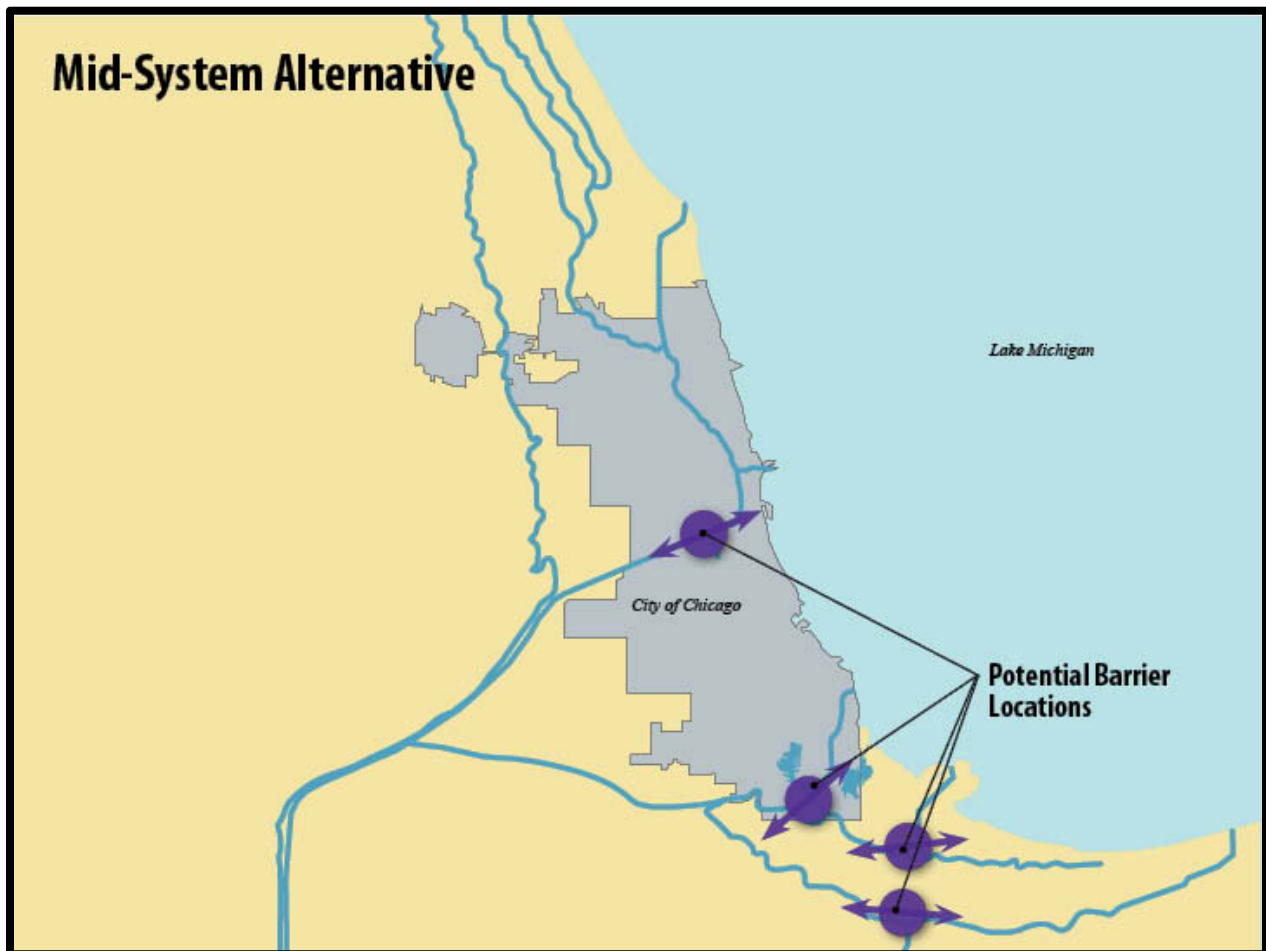 Mid-System Alternative
Lake Michigan
City of Chicago
Potential Barrier
Locations